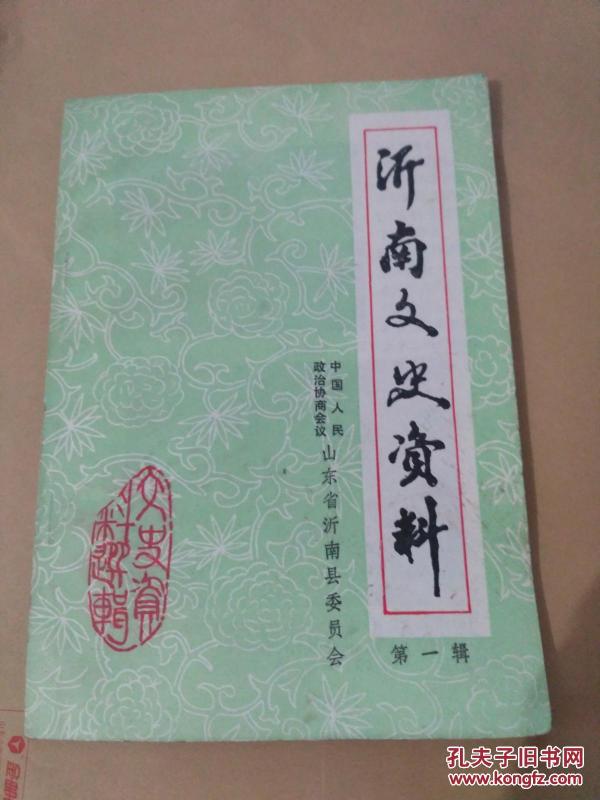 沂南文史资料
第一辑
中国人民
政治协商会议
山东省沂南县委员会
文史资
料选辑
孔夫子旧书网
www.kongfz.com